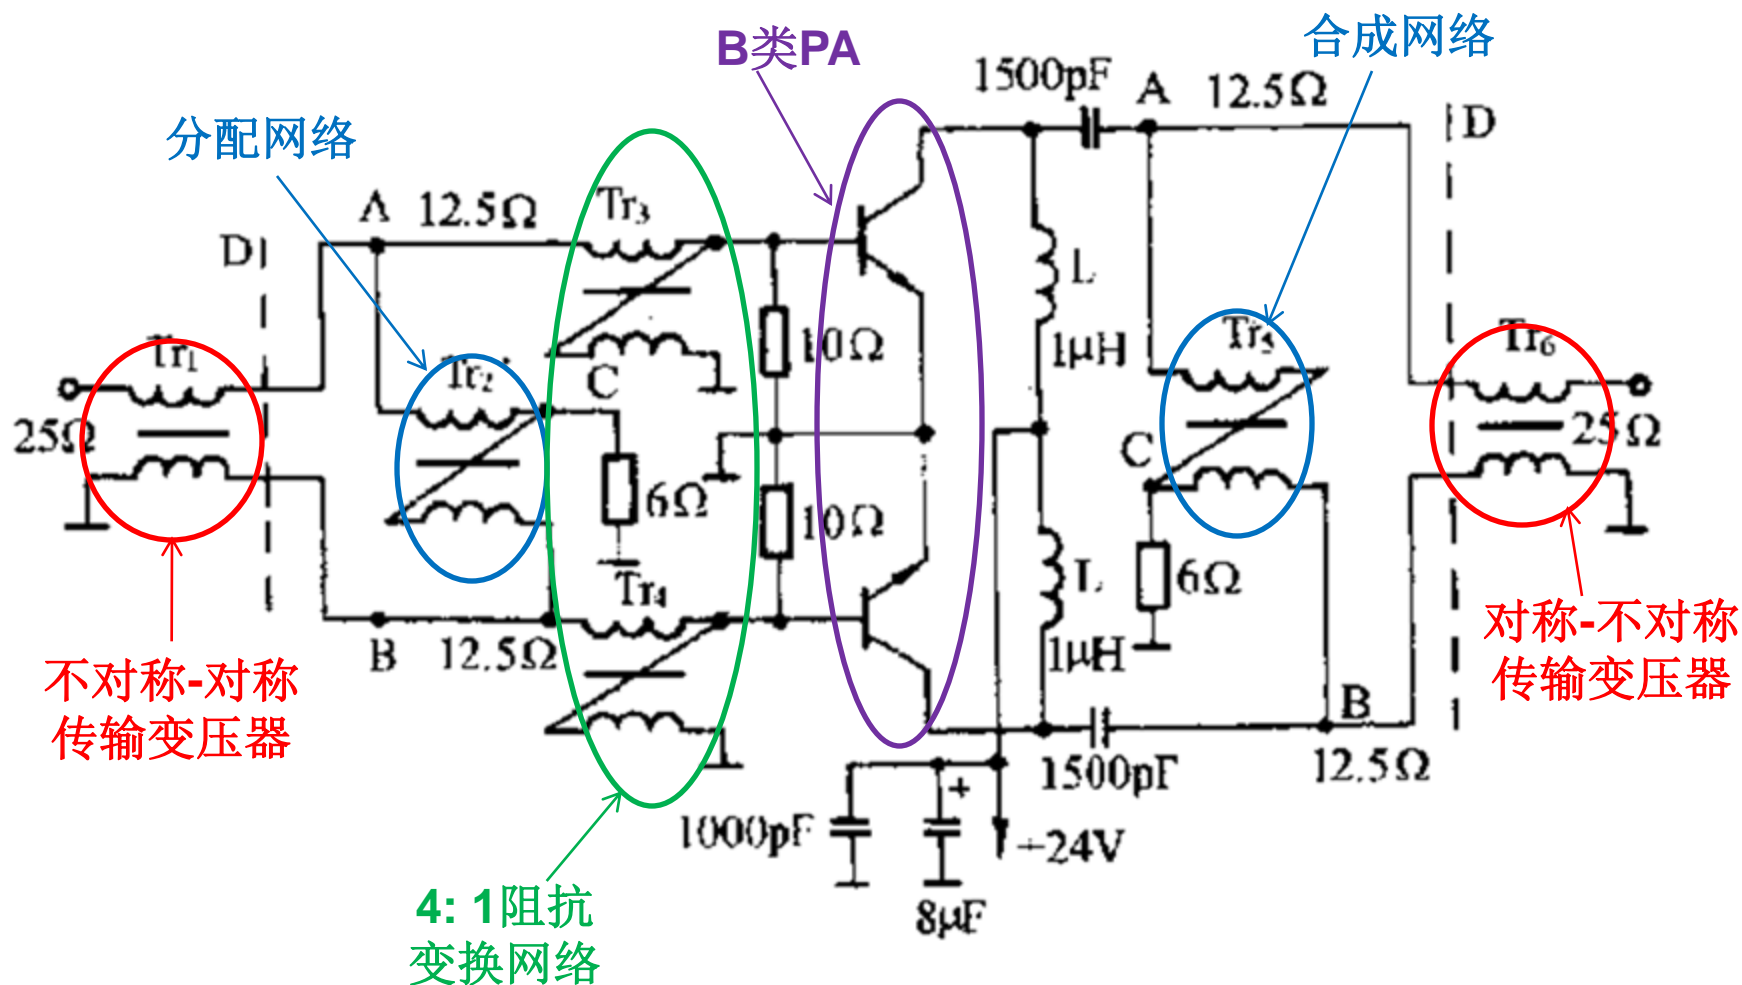 B类PA
合成网络
1500pF
A
12.5Ω
D
分配网络
A
12.5Ω
Tr₃
D
L
1μH
Tr₅
Tr₁
Tr₂
C
10Ω
Tr₆
25Ω
C
25Ω
6Ω
10Ω
6Ω
Tr₄
L
B
12.5Ω
1μH
对称-不对称
传输变压器
不对称-对称
传输变压器
B
1500pF
12.5Ω
+
1000pF
+24V
8μF
4: 1阻抗
变换网络